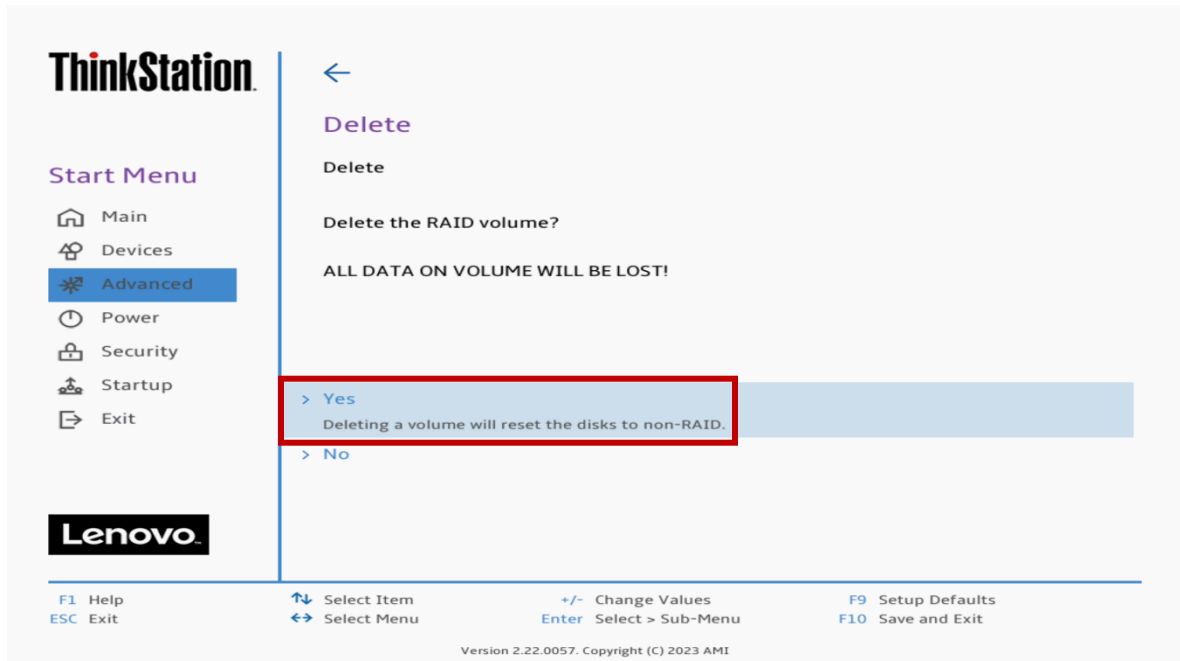 ThinkStation
←
Delete
Start Menu
Delete
Main
Delete the RAID volume?
Devices
ALL DATA ON VOLUME WILL BE LOST!
Advanced
Power
Security
Startup
> Yes
Exit
Deleting a volume will reset the disks to non-RAID.
> No
Lenovo
F1 Help ↑↓ Select Item +/- Change Values F9 Setup Defaults
ESC Exit ←→ Select Menu Enter Select > Sub-Menu F10 Save and Exit
Version 2.22.0057. Copyright (C) 2023 AMI